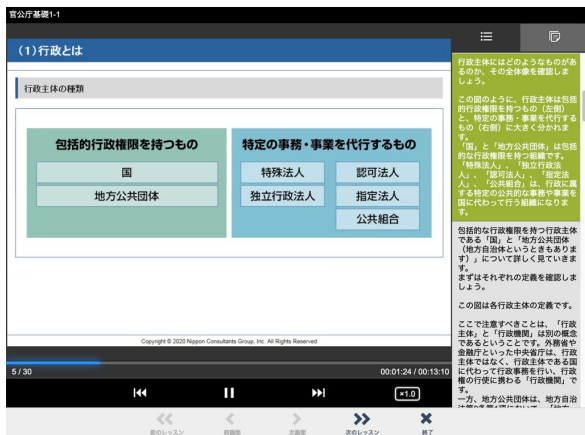 官公庁基礎1-1
(1)行政とは
行政主体の種類
包括的行政権限を持つもの
国
地方公共団体
特定の事務・事業を代行するもの
特殊法人
認可法人
独立行政法人
指定法人
公共組合
Copyright © 2020 Nippon Consultants Group, Inc. All Rights Reserved.
5 / 30
00:01:24 / 00:13:10
×1.0
前のレッスン
前画面
次画面
次のレッスン
終了
行政主体にはどのようなものがあ
るのか、その全体像を確認しま
しょう。
この図のように、行政主体は包括
的行政権限を持つもの（左側）
と、特定の事務・事業を代行する
もの（右側）に大きく分かれま
す。
「国」と「地方公共団体」は包括
的な行政権限を持つ組織です。
「特殊法人」、「独立行政法
人」、「認可法人」、「指定法
人」、「公共組合」は、行政に属
する特定の公共的な事務や事業を
国に代わって行う組織になりま
す。
包括的な行政権限を持つ行政主体
である「国」と「地方公共団体
（地方自治体というときもありま
す）」について詳しく見ていきま
す。
まずはそれぞれの定義を確認しま
しょう。
この図は各行政主体の定義です。
ここで注意すべきことは、「行政
主体」と「行政機関」は別の概念
であるということです。外務省や
金融庁といった中央省庁は、行政
主体ではなく、行政主体である国
に代わって行政事務を行い、行政
権の行使に携わる「行政機関」で
す。
一方、地方公共団体は、地方自治